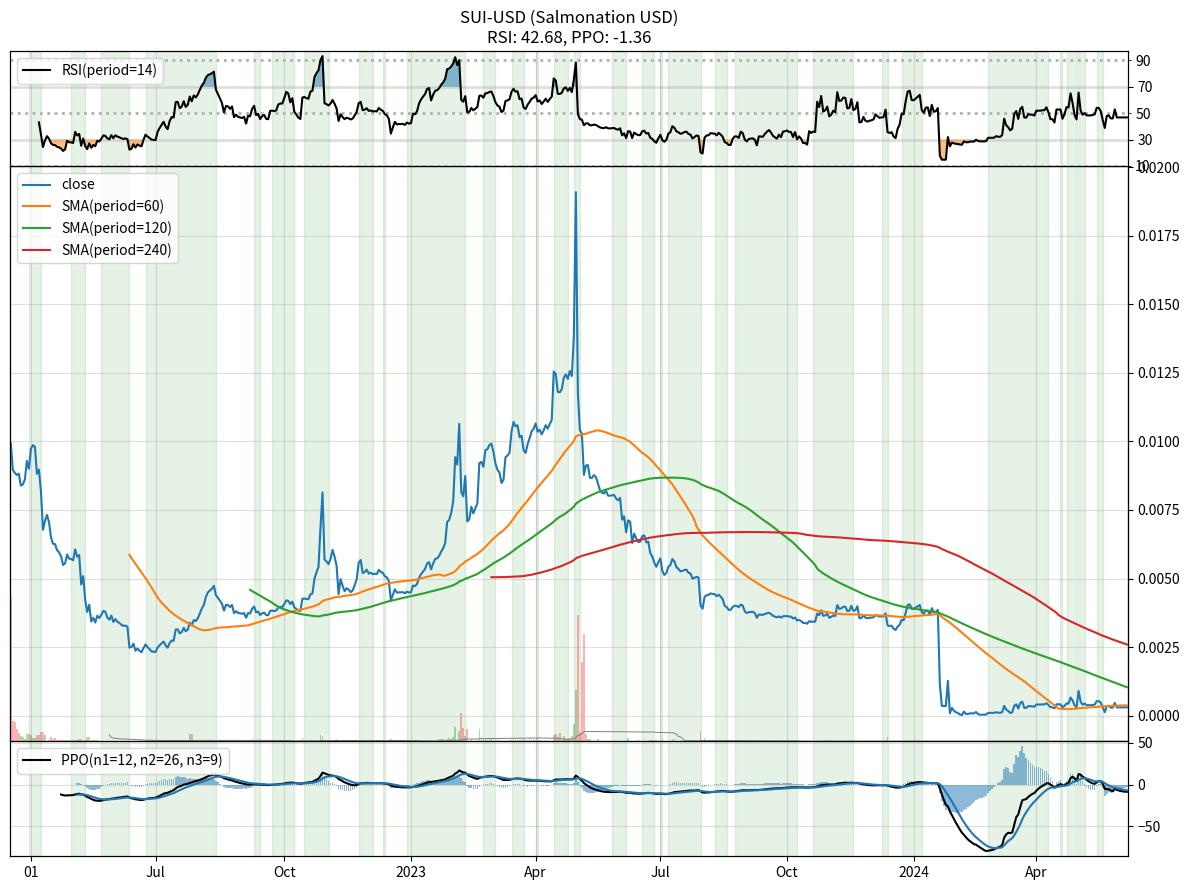 SUI-USD (Salmonation USD)
RSI: 42.68, PPO: -1.36
RSI(period=14)
90
70
50
30
10
close
SMA(period=60)
SMA(period=120)
SMA(period=240)
0.0200
0.0175
0.0150
0.0125
0.0100
0.0075
0.0050
0.0025
0.0000
PPO(n1=12, n2=26, n3=9)
50
0
−50
01
Jul
Oct
2023
Apr
Jul
Oct
2024
Apr